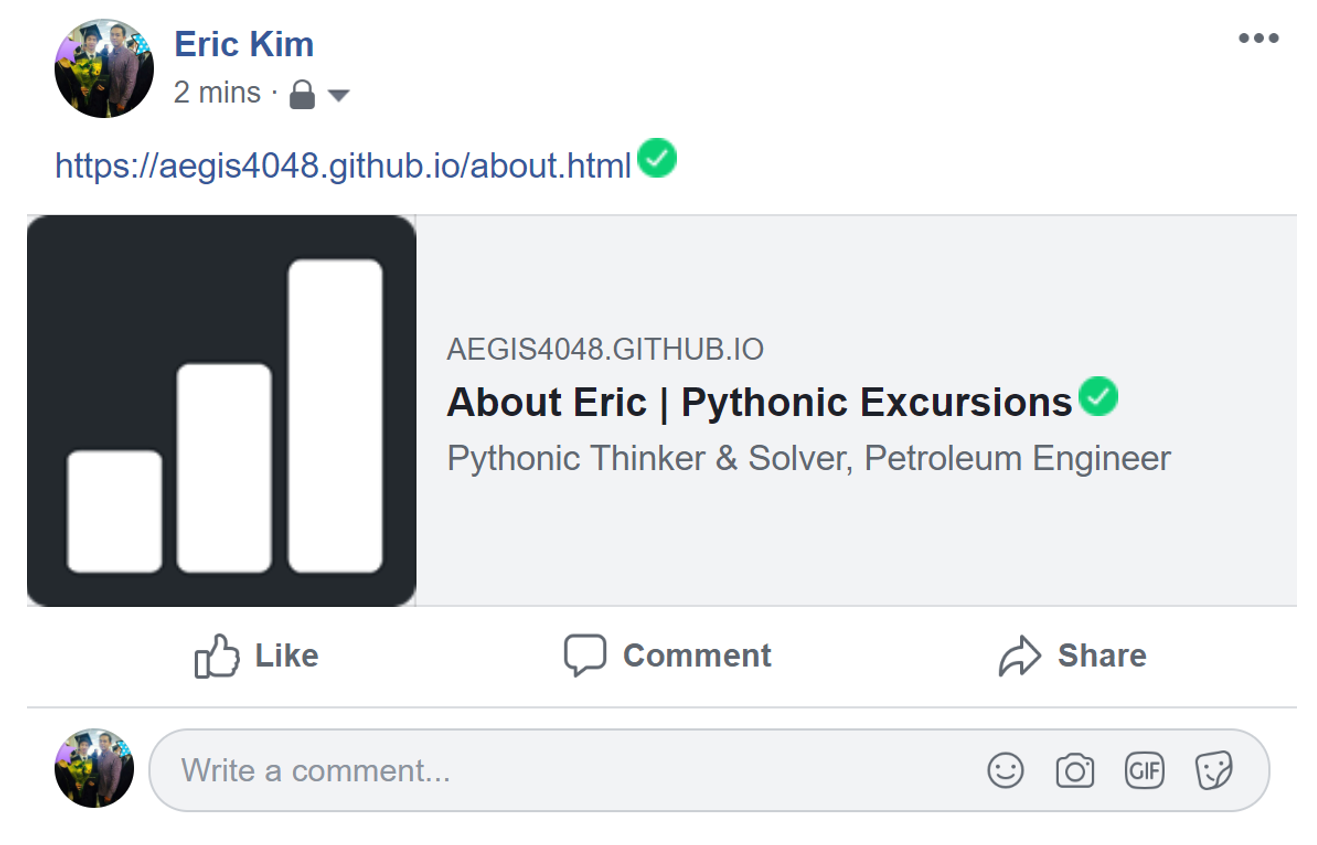 Eric Kim
2 mins ·
https://aegis4048.github.io/about.html
AEGIS4048.GITHUB.IO
About Eric | Pythonic Excursions
Pythonic Thinker & Solver, Petroleum Engineer
Like Comment Share
Write a comment... GIF